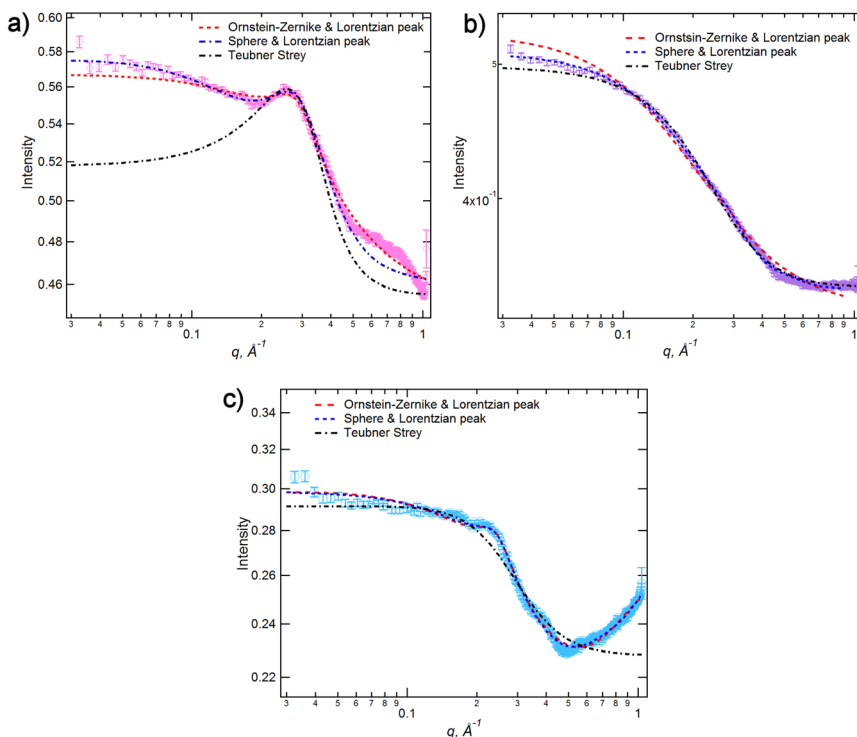 a)
Ornstein-Zernike & Lorentzian peak
Sphere & Lorentzian peak
Teubner Strey
Intensity
0.60
0.58
0.56
0.54
0.52
0.50
0.48
0.46
3 4 5 6 7 8 9 0.1 2 3 4 5 6 7 8 9 1
q, Å⁻¹
b)
Ornstsin-Zernike & Lorentzian peak
Sphere & Lorentzian peak
Teubner Strey
Intensity
5
4x10⁻¹
3 4 5 6 7 8 9 0.1 2 3 4 5 6 7 8 9 1
q, Å⁻¹
c)
Ornstein-Zernike & Lorentzian peak
Sphere & Lorentzian peak
Teubner Strey
Intensity
0.34
0.32
0.30
0.28
0.26
0.24
0.22
3 4 5 6 7 8 9 0.1 2 3 4 5 6 7 8 9 1
q, Å⁻¹